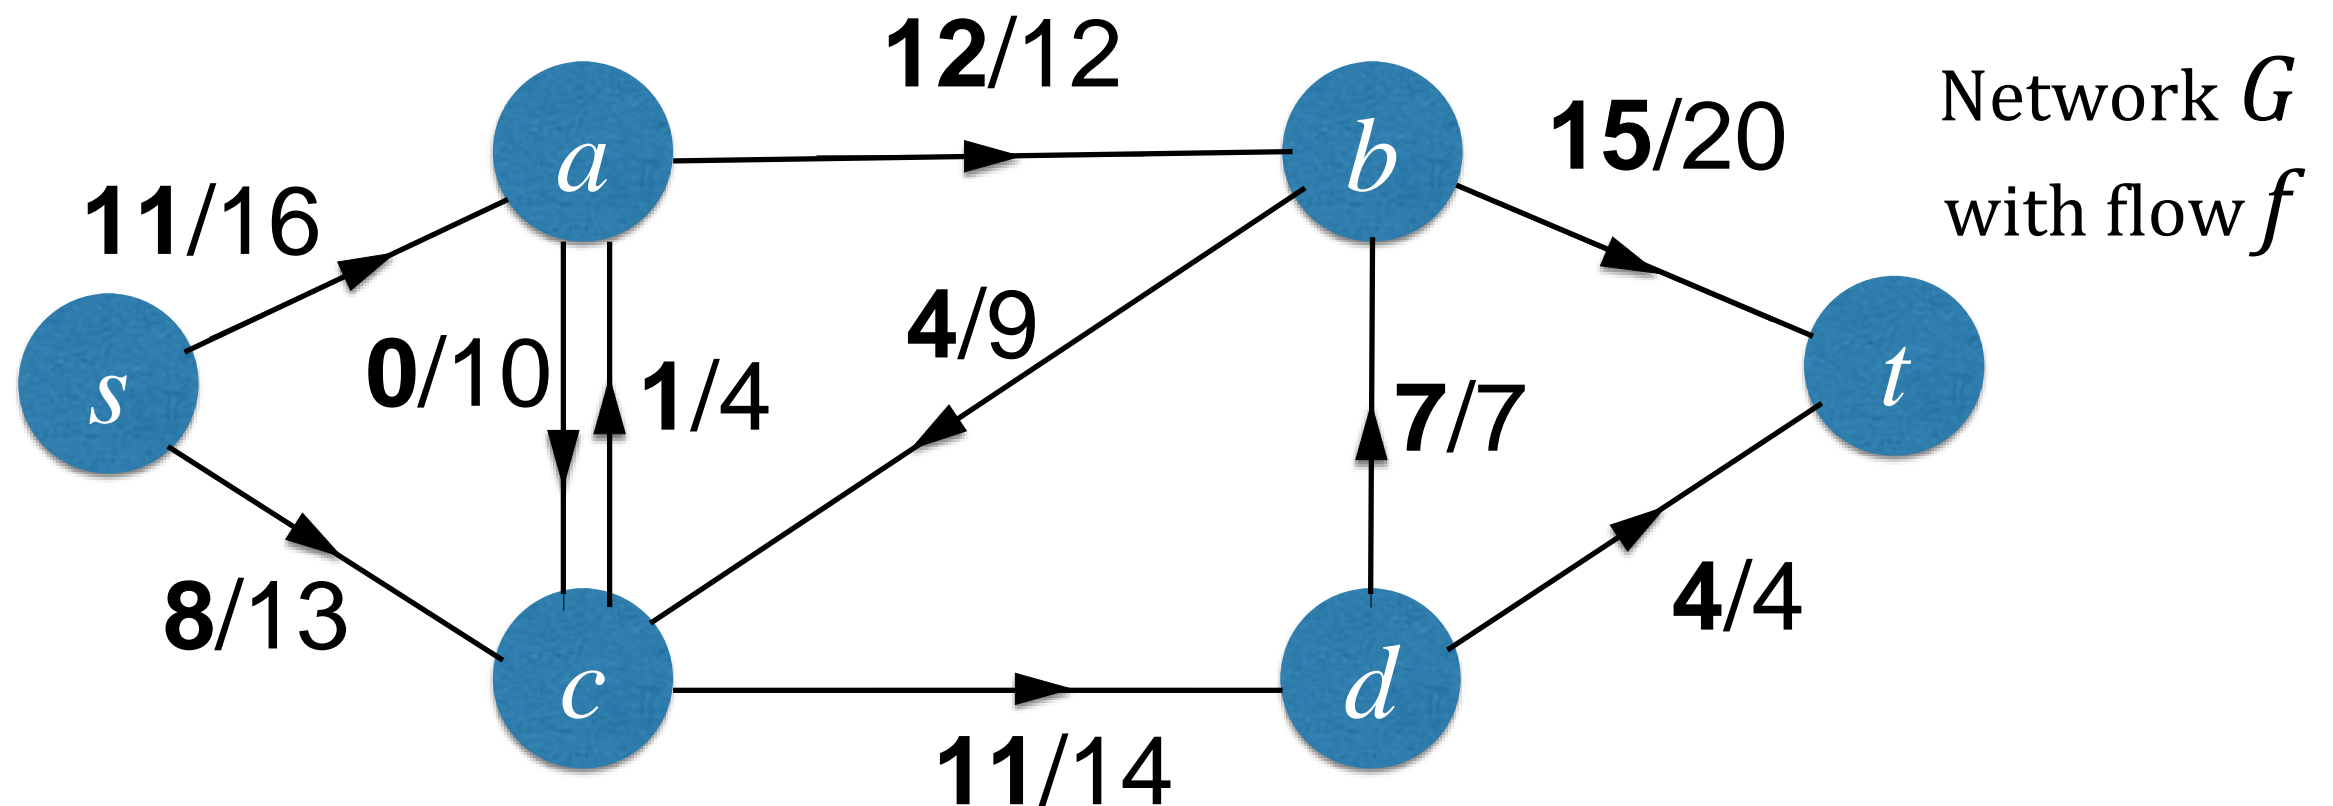 12/12
Network G
15/20
a
b
with flow f
11/16
4/9
0/10
1/4
7/7
s
t
8/13
4/4
c
d
11/14